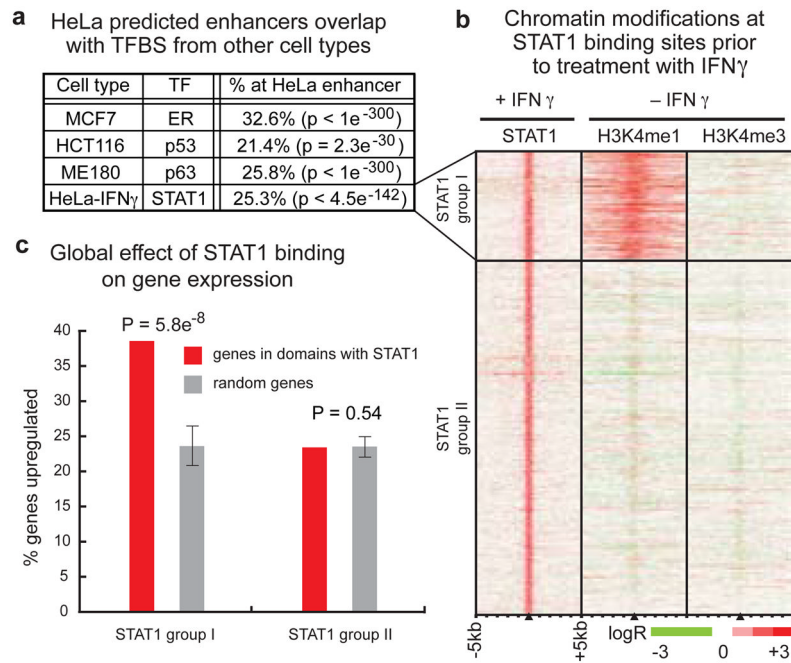 a
HeLa predicted enhancers overlap
with TFBS from other cell types
Cell type TF % at HeLa enhancer
MCF7 ER 32.6% (p < 1e-300)
HCT116 p53 21.4% (p = 2.3e-30)
ME180 p63 25.8% (p < 1e-300)
HeLa-IFNγ STAT1 25.3% (p < 4.5e-142)
b
Chromatin modifications at
STAT1 binding sites prior
to treatment with IFNγ
+ IFN γ – IFN γ
STAT1 H3K4me1 H3K4me3
STAT1
group I
STAT1
group II
-5kb
+5kb
logR
-3 0 +3
c
Global effect of STAT1 binding
on gene expression
% genes upregulated
40
35
30
25
20
15
10
5
0
P = 5.8e-8
genes in domains with STAT1
random genes
P = 0.54
STAT1 group I STAT1 group II